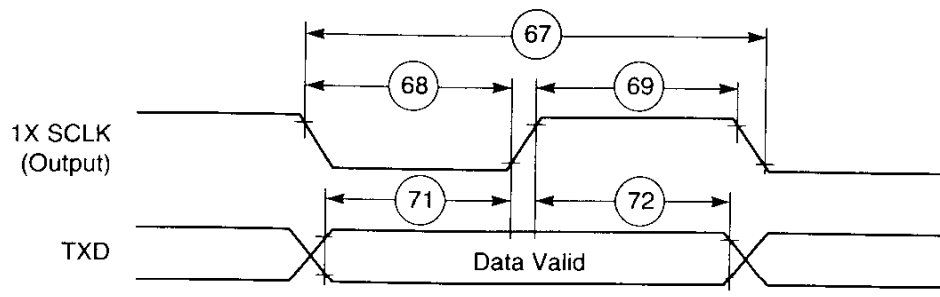 67
68
69
1X SCLK
(Output)
71
72
TXD
Data Valid